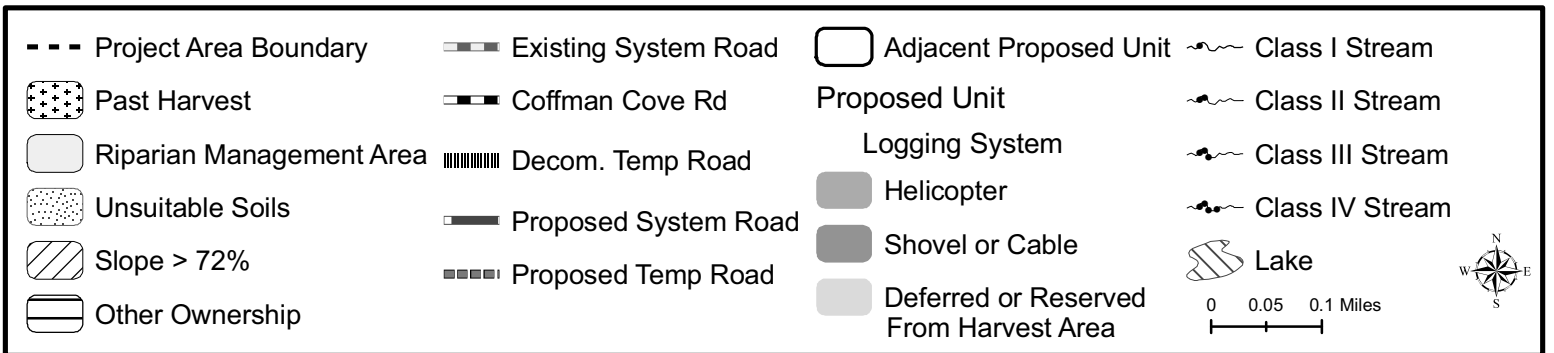 Project Area Boundary
Past Harvest
Riparian Management Area
Unsuitable Soils
Slope > 72%
Other Ownership
Existing System Road
Coffman Cove Rd
Decom. Temp Road
Proposed System Road
Proposed Temp Road
Adjacent Proposed Unit
Proposed Unit
Logging System
Helicopter
Shovel or Cable
Deferred or Reserved
From Harvest Area
Class I Stream
Class II Stream
Class III Stream
Class IV Stream
Lake
0 0.05 0.1 Miles
N
W E
S